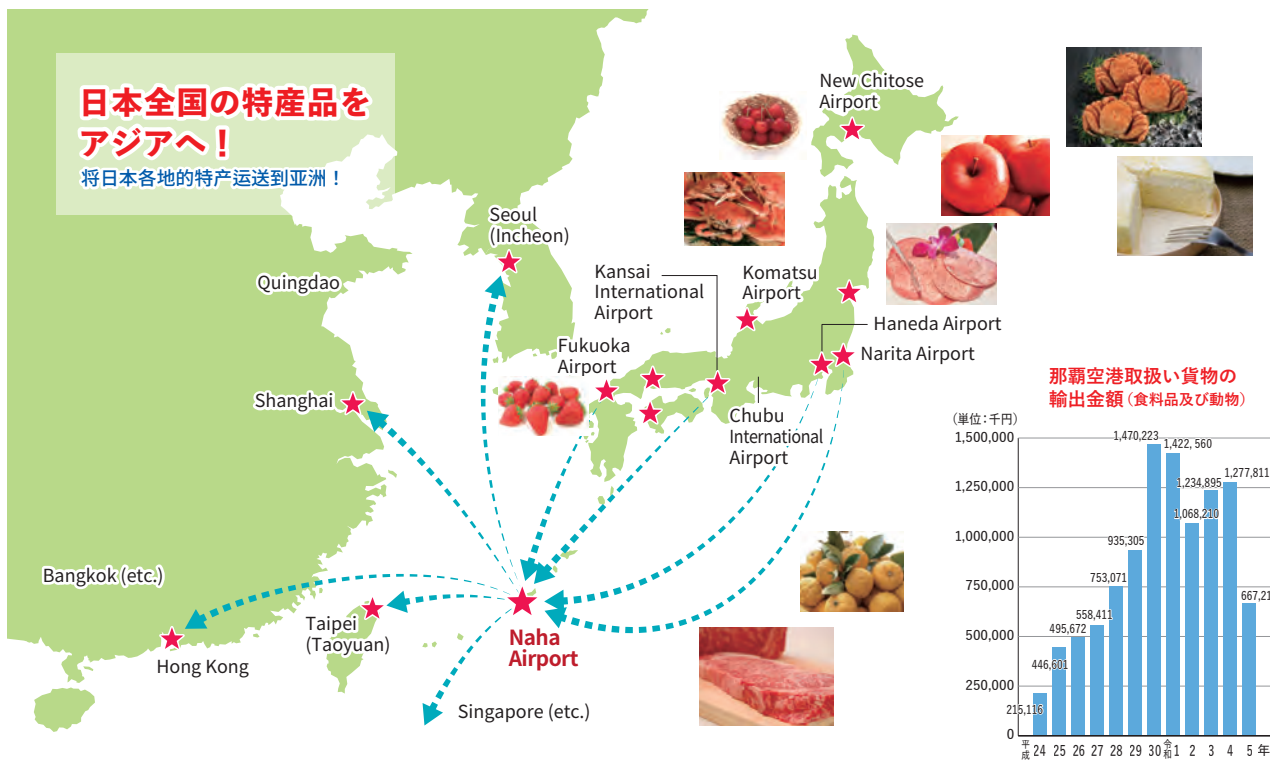 日本全国の特産品を
アジアへ！
将日本各地的特产运送到亚洲！
New Chitose
Airport
Seoul
(Incheon)
Quingdao
Kansai
International
Airport
Komatsu
Airport
Haneda Airport
Fukuoka
Airport
Narita Airport
Shanghai
Chubu
International
Airport
Bangkok (etc.)
Taipei
(Taoyuan)
Naha
Airport
Hong Kong
Singapore (etc.)
那覇空港取扱い貨物の
輸出金額（食料品及び動物）
（単位：千円）
1,500,000
1,250,000
1,000,000
750,000
500,000
250,000
0
215,116
446,601
495,672
558,411
753,071
935,305
1,470,223
1,422,560
1,068,210
1,234,895
1,277,811
667,21
平成 24 25 26 27 28 29 30 令和 1 2 3 4 5 年